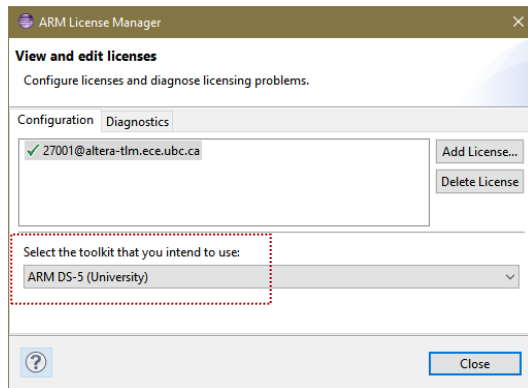 ARM License Manager
View and edit licenses
Configure licenses and diagnose licensing problems.
Configuration Diagnostics
27001@altera-tlm.ece.ubc.ca
Add License...
Delete License
Select the toolkit that you intend to use:
ARM DS-5 (University)
?
Close